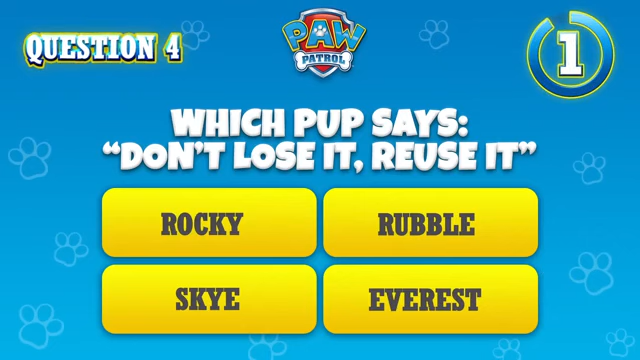 QUESTION 4
PAW
PATROL
1
WHICH PUP SAYS:
“DON’T LOSE IT, REUSE IT”
ROCKY
RUBBLE
SKYE
EVEREST